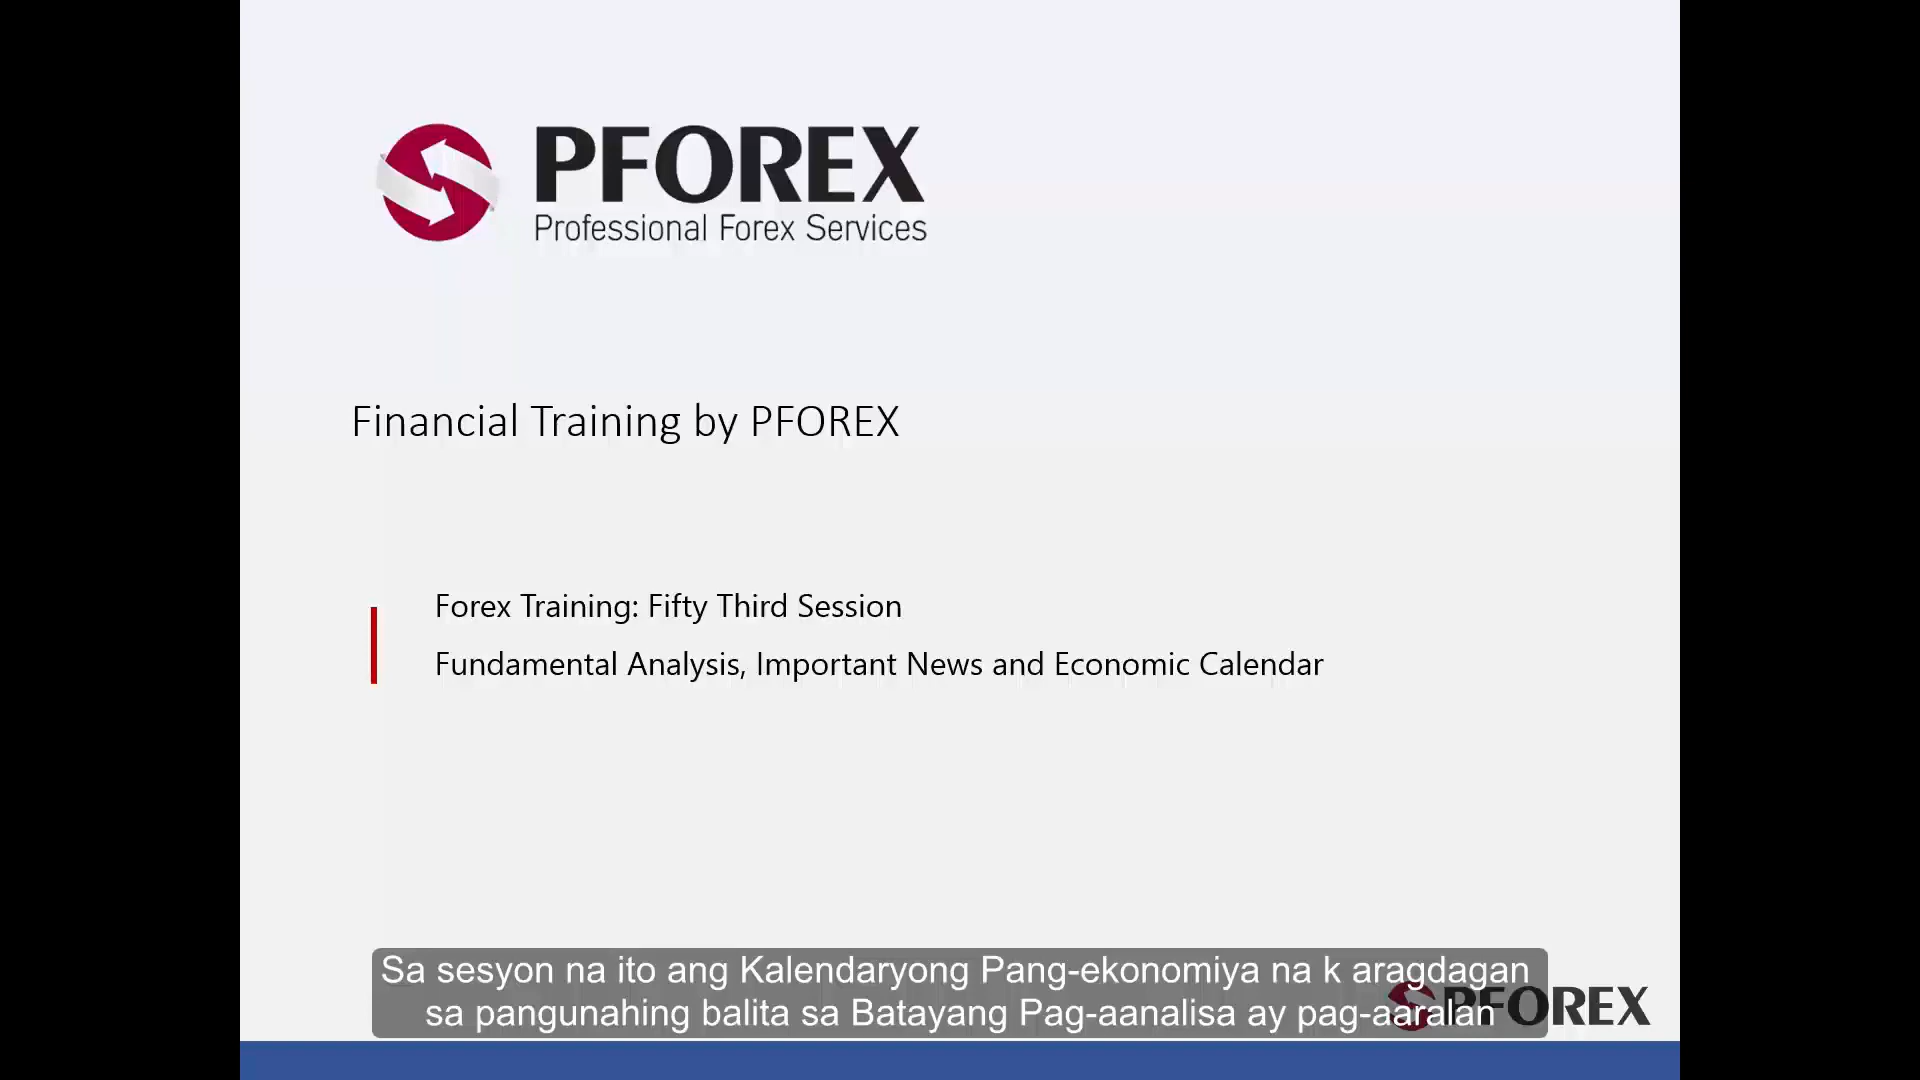 PFOREX
Professional Forex Services
Financial Training by PFOREX
Forex Training: Fifty Third Session
Fundamental Analysis, Important News and Economic Calendar
Sa sesyon na ito ang Kalendaryong Pang-ekonomiya na k aragdagan
sa pangunahing balita sa Batayang Pag-aanalisa ay pag-aaralan
PFOREX